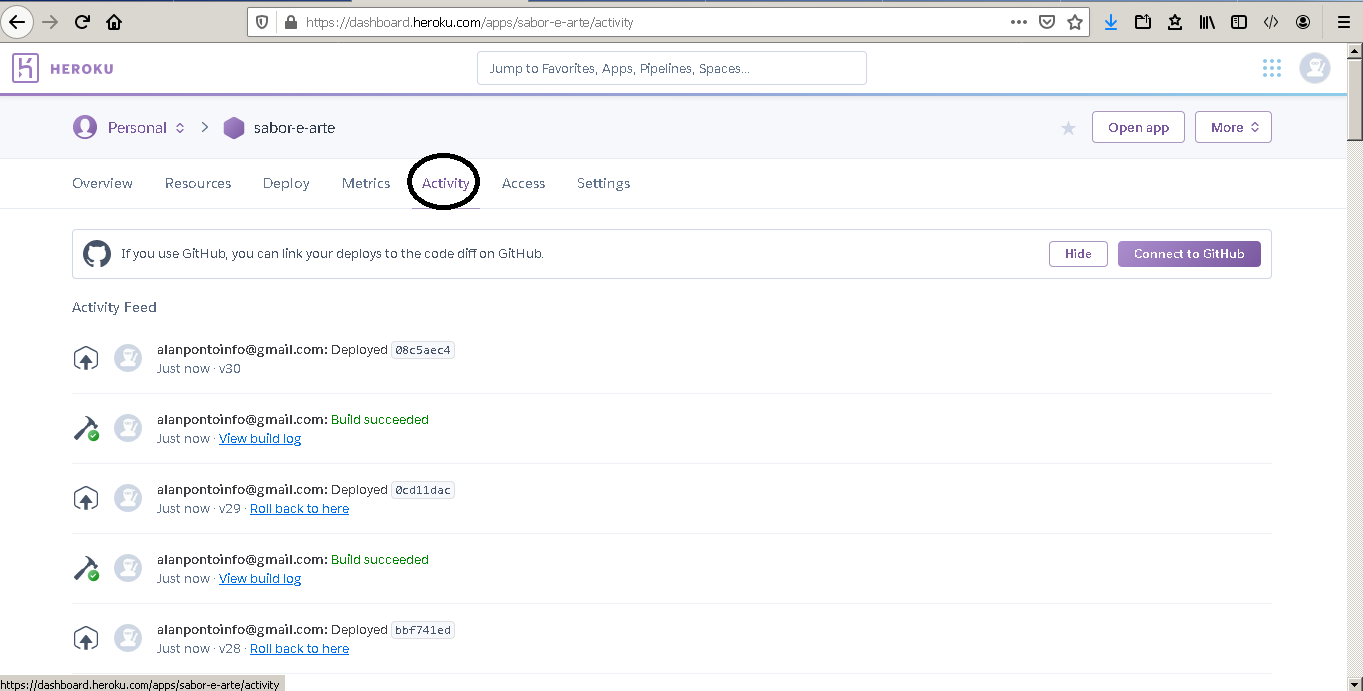 https://dashboard.heroku.com/apps/sabor-e-arte/activity
HEROKU
Jump to Favorites, Apps, Pipelines, Spaces...
Personal
sabor-e-arte
Open app
More
Overview
Resources
Deploy
Metrics
Activity
Access
Settings
If you use GitHub, you can link your deploys to the code diff on GitHub.
Hide
Connect to GitHub
Activity Feed
alanpontoinfo@gmail.com: Deployed 08c5aec4
Just now · v30
alanpontoinfo@gmail.com: Build succeeded
Just now · View build log
alanpontoinfo@gmail.com: Deployed 0cd11dac
Just now · v29 · Roll back to here
alanpontoinfo@gmail.com: Build succeeded
Just now · View build log
alanpontoinfo@gmail.com: Deployed bbf741ed
Just now · v28 · Roll back to here
https://dashboard.heroku.com/apps/sabor-e-arte/activity